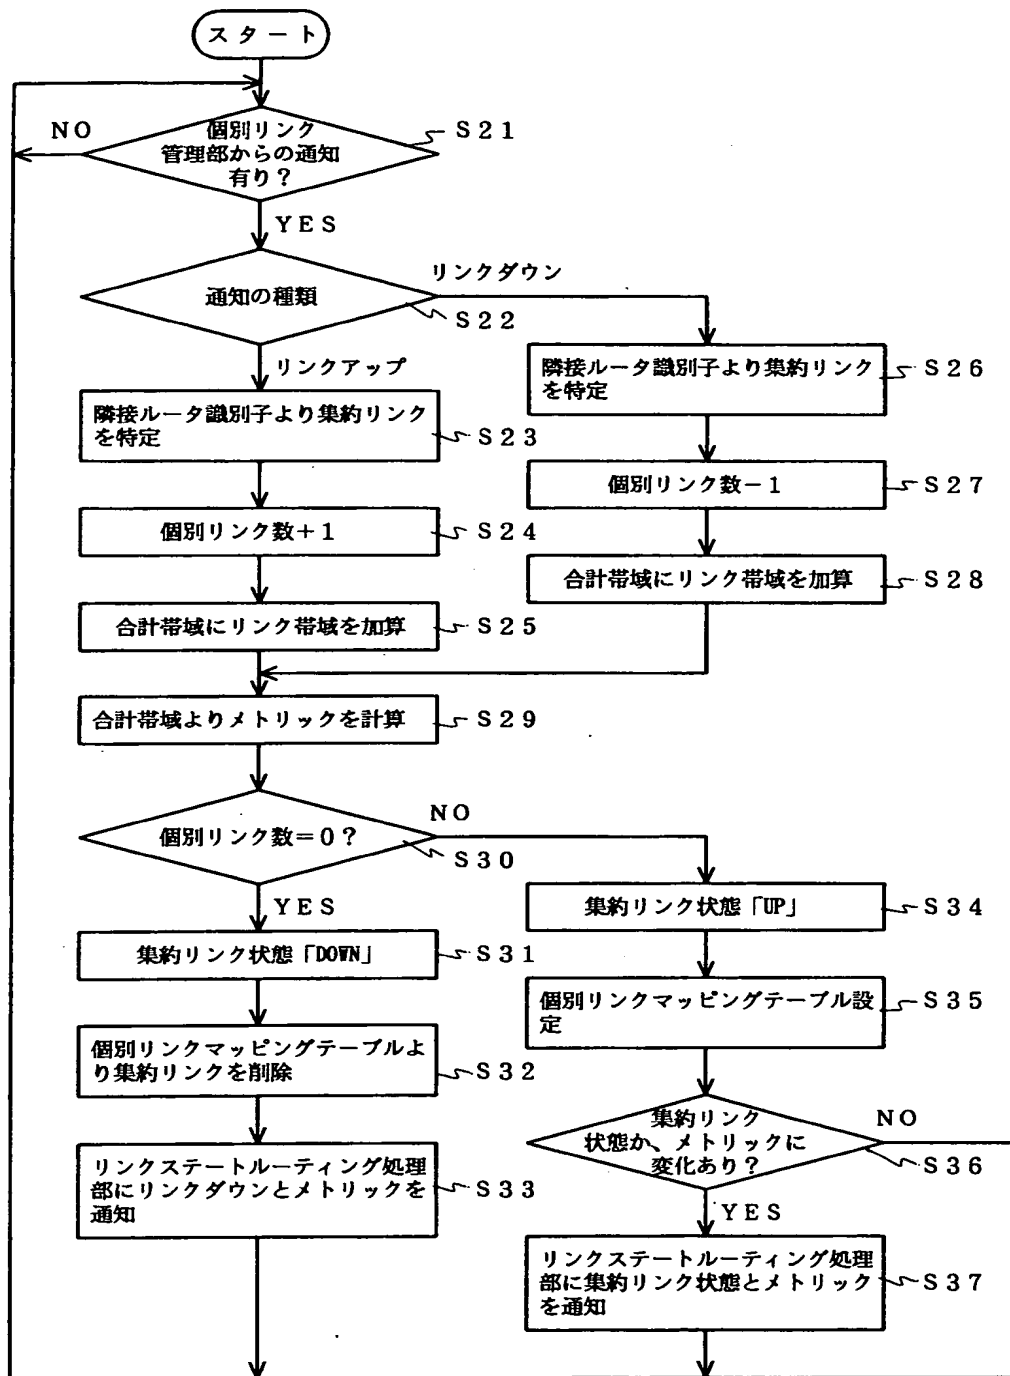 スタート
個別リンク
管理部からの通知
有り?
S21
NO
YES
通知の種類
S22
リンクダウン
リンクアップ
隣接ルータ識別子より集約リンク
を特定
S23
隣接ルータ識別子より集約リンク
を特定
S26
個別リンク数+1
S24
個別リンク数-1
S27
合計帯域にリンク帯域を加算
S25
合計帯域にリンク帯域を加算
S28
合計帯域よりメトリックを計算
S29
個別リンク数=0?
S30
NO
YES
集約リンク状態「DOWN」
S31
集約リンク状態「UP」
S34
個別リンクマッピングテーブルよ
り集約リンクを削除
S32
個別リンクマッピングテーブル設
定
S35
リンクステートルーティング処理
部にリンクダウンとメトリックを
通知
S33
集約リンク
状態か、メトリックに
変化あり?
S36
NO
YES
リンクステートルーティング処理
部に集約リンク状態とメトリック
を通知
S37